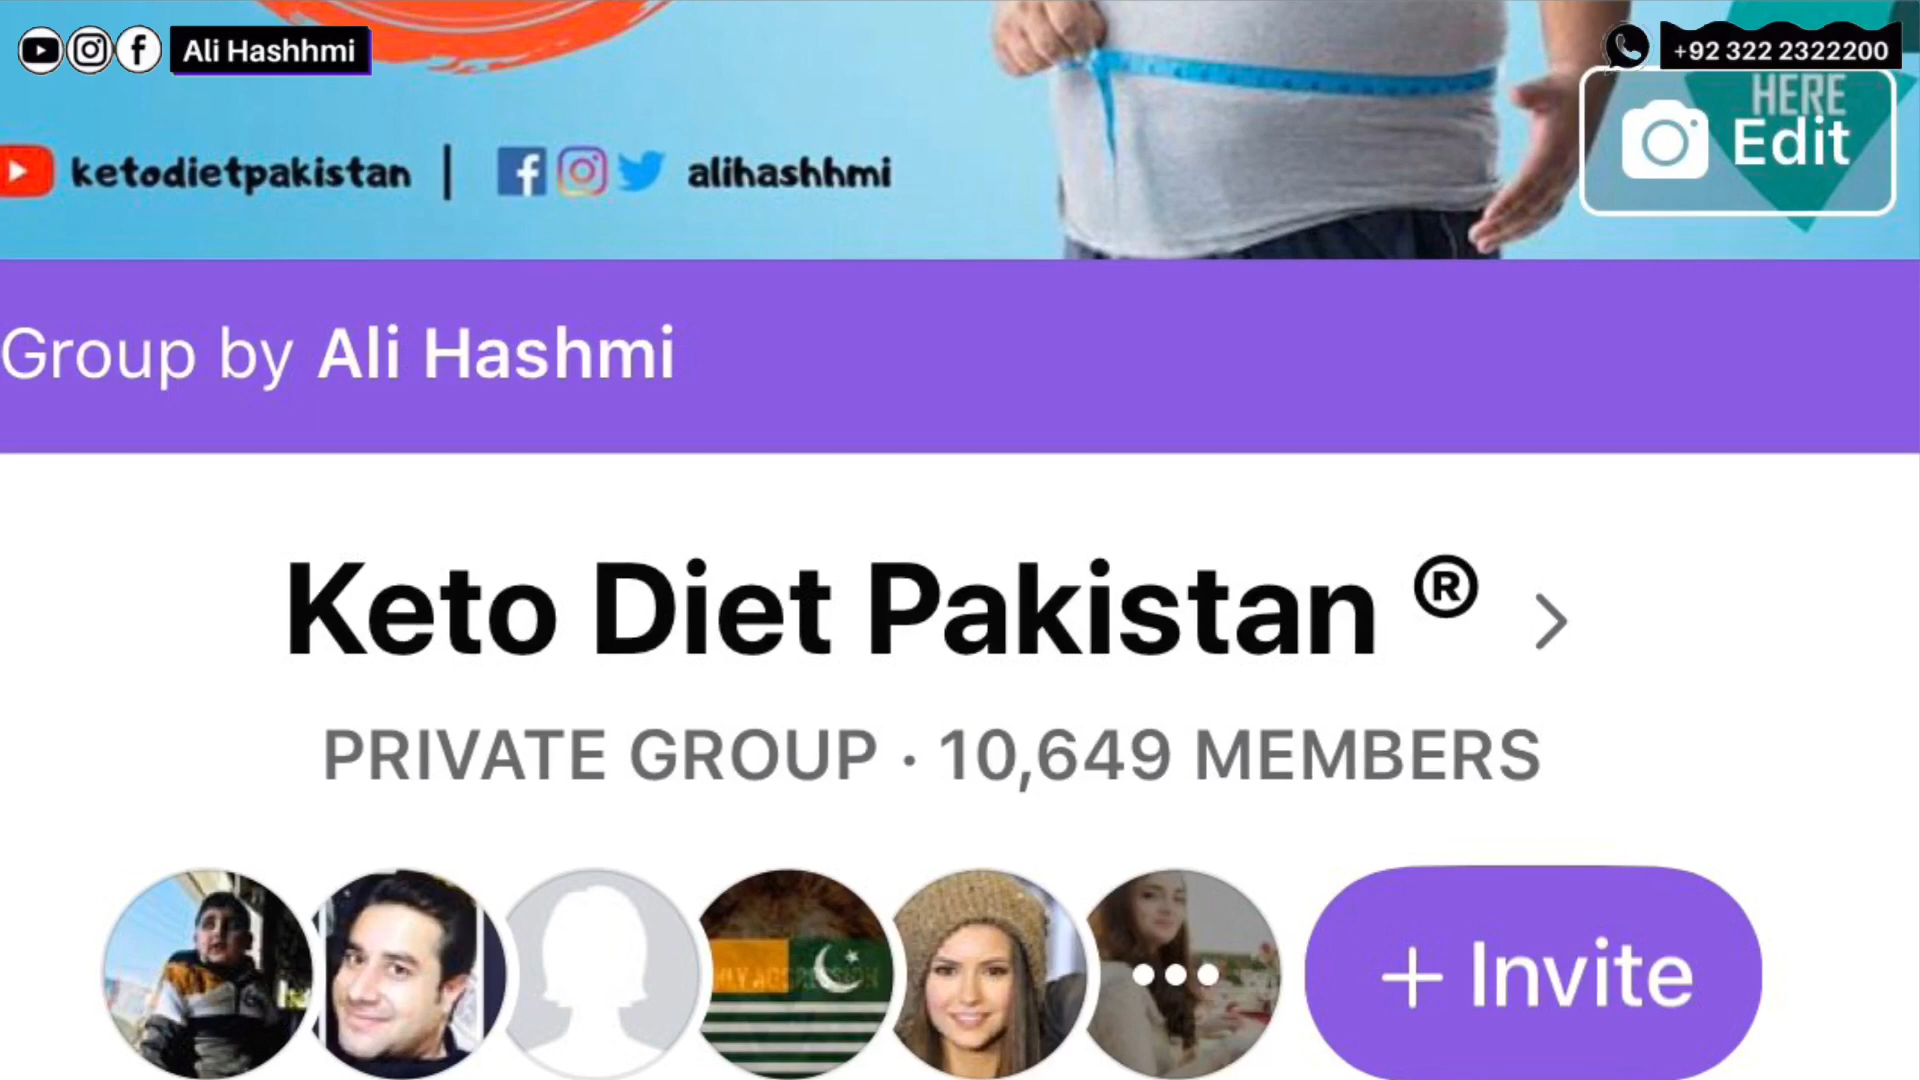 Ali Hashhmi
+92 322 2322200
HERE
Edit
ketodietpakistan | alihashhmi
Group by Ali Hashmi
Keto Diet Pakistan ®
PRIVATE GROUP · 10,649 MEMBERS
+ Invite